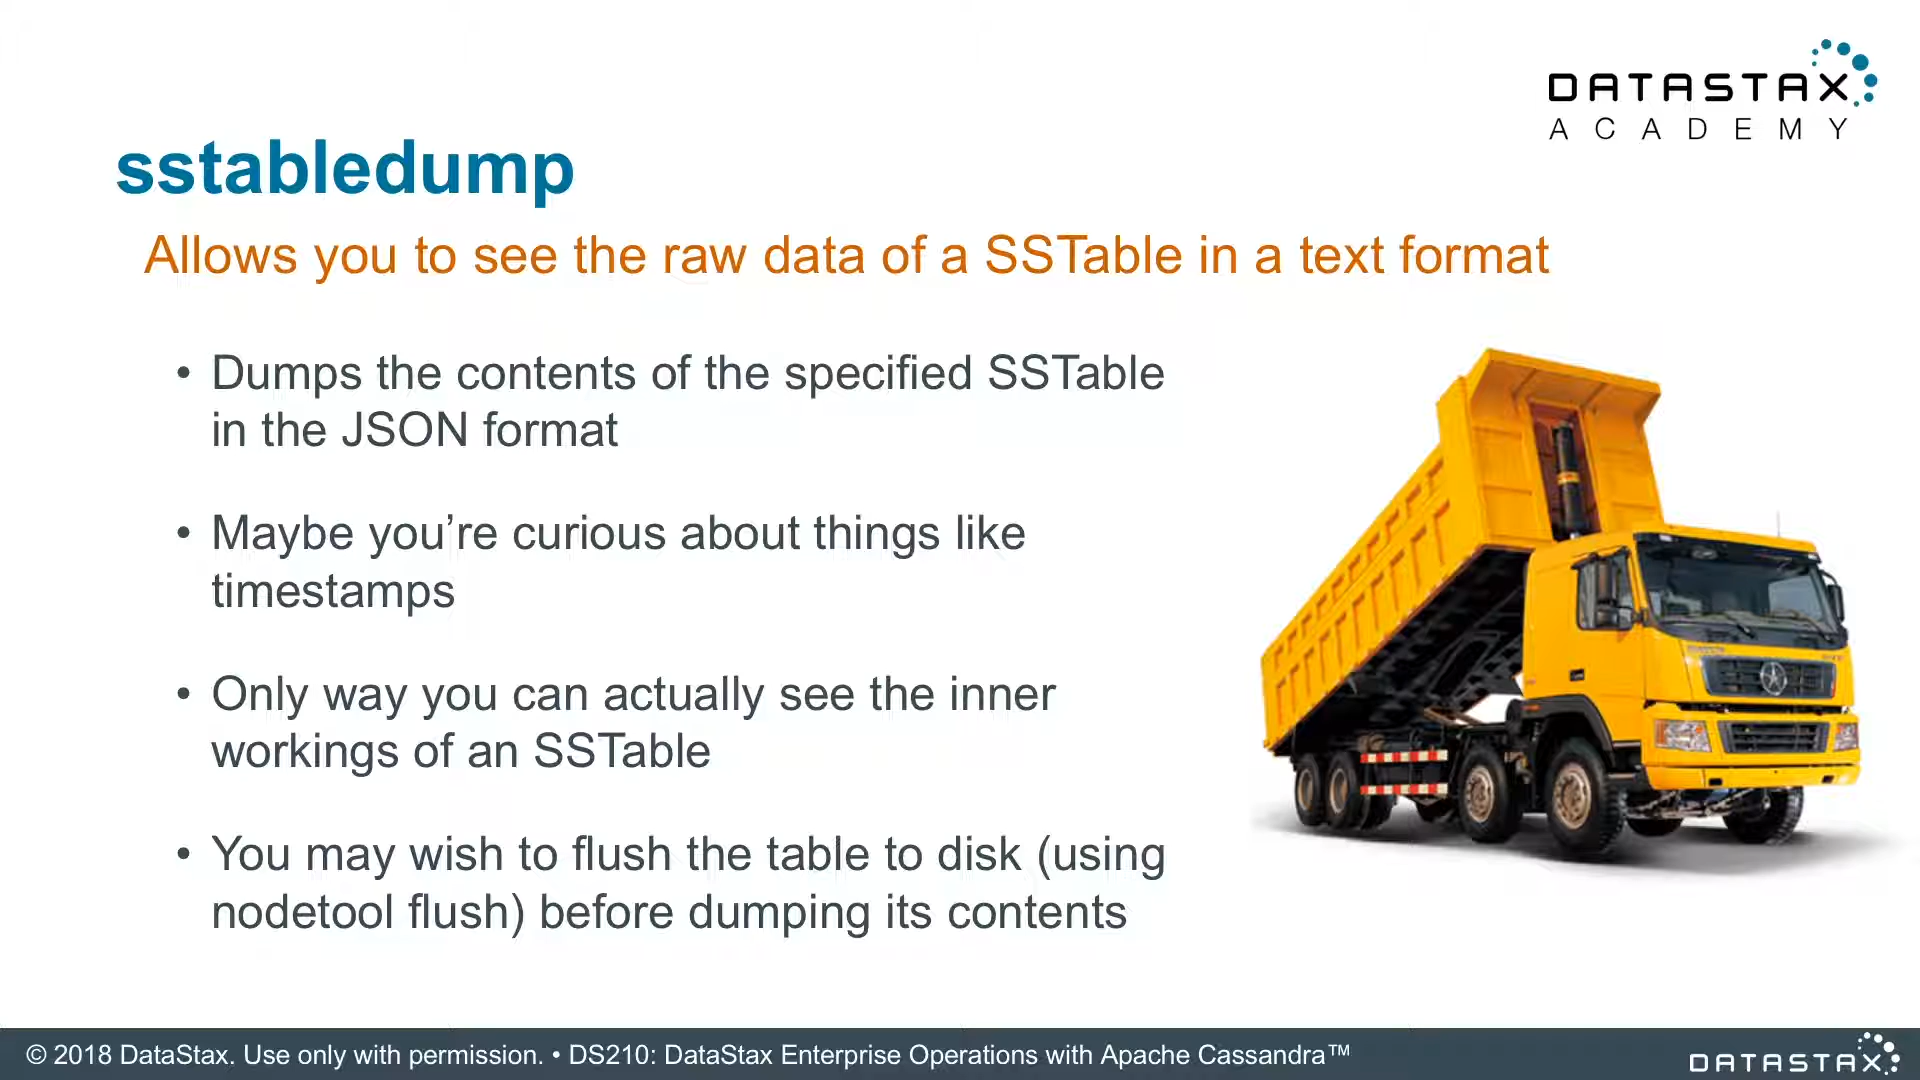 DATASTAX
ACADEMY
sstabledump
Allows you to see the raw data of a SSTable in a text format
• Dumps the contents of the specified SSTable
in the JSON format
• Maybe you’re curious about things like
timestamps
• Only way you can actually see the inner
workings of an SSTable
• You may wish to flush the table to disk (using
nodetool flush) before dumping its contents
© 2018 DataStax. Use only with permission. • DS210: DataStax Enterprise Operations with Apache Cassandra™
DATASTAX